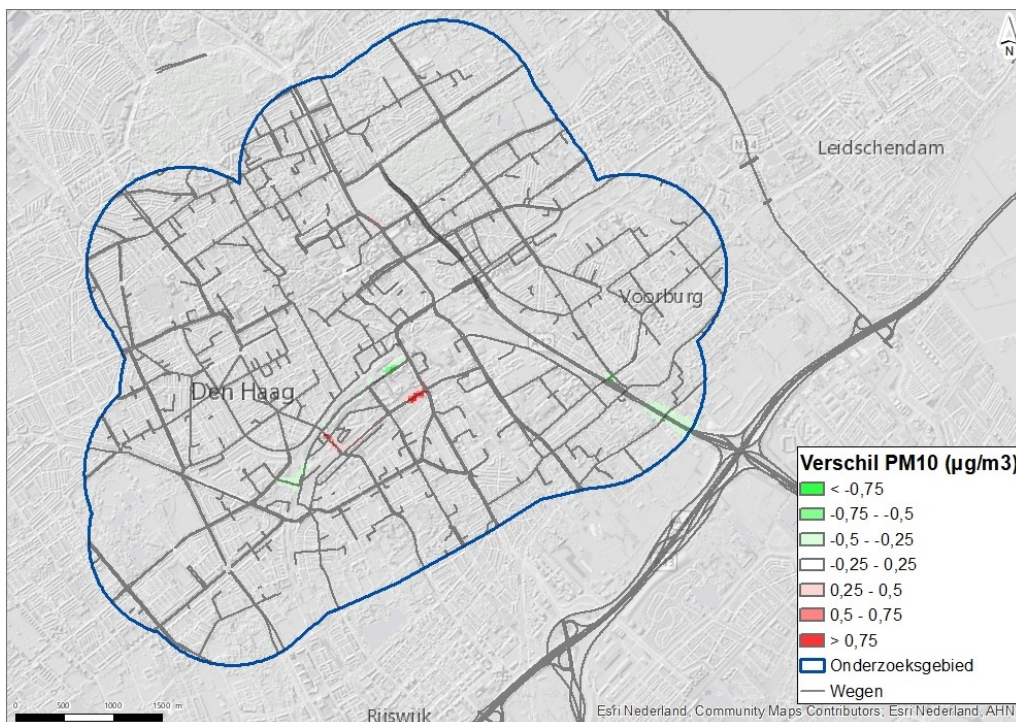 N
N14
Leidschendam
Voorburg
Den Haag
Rijswijk
Verschil PM10 (µg/m3)
< -0,75
-0,75 - -0,5
-0,5 - -0,25
-0,25 - 0,25
0,25 - 0,5
0,5 - 0,75
> 0,75
Onderzoeksgebied
Wegen
0 500 1000 1500 m
Esri Nederland, Community Maps Contributors, Esri Nederland, AHN